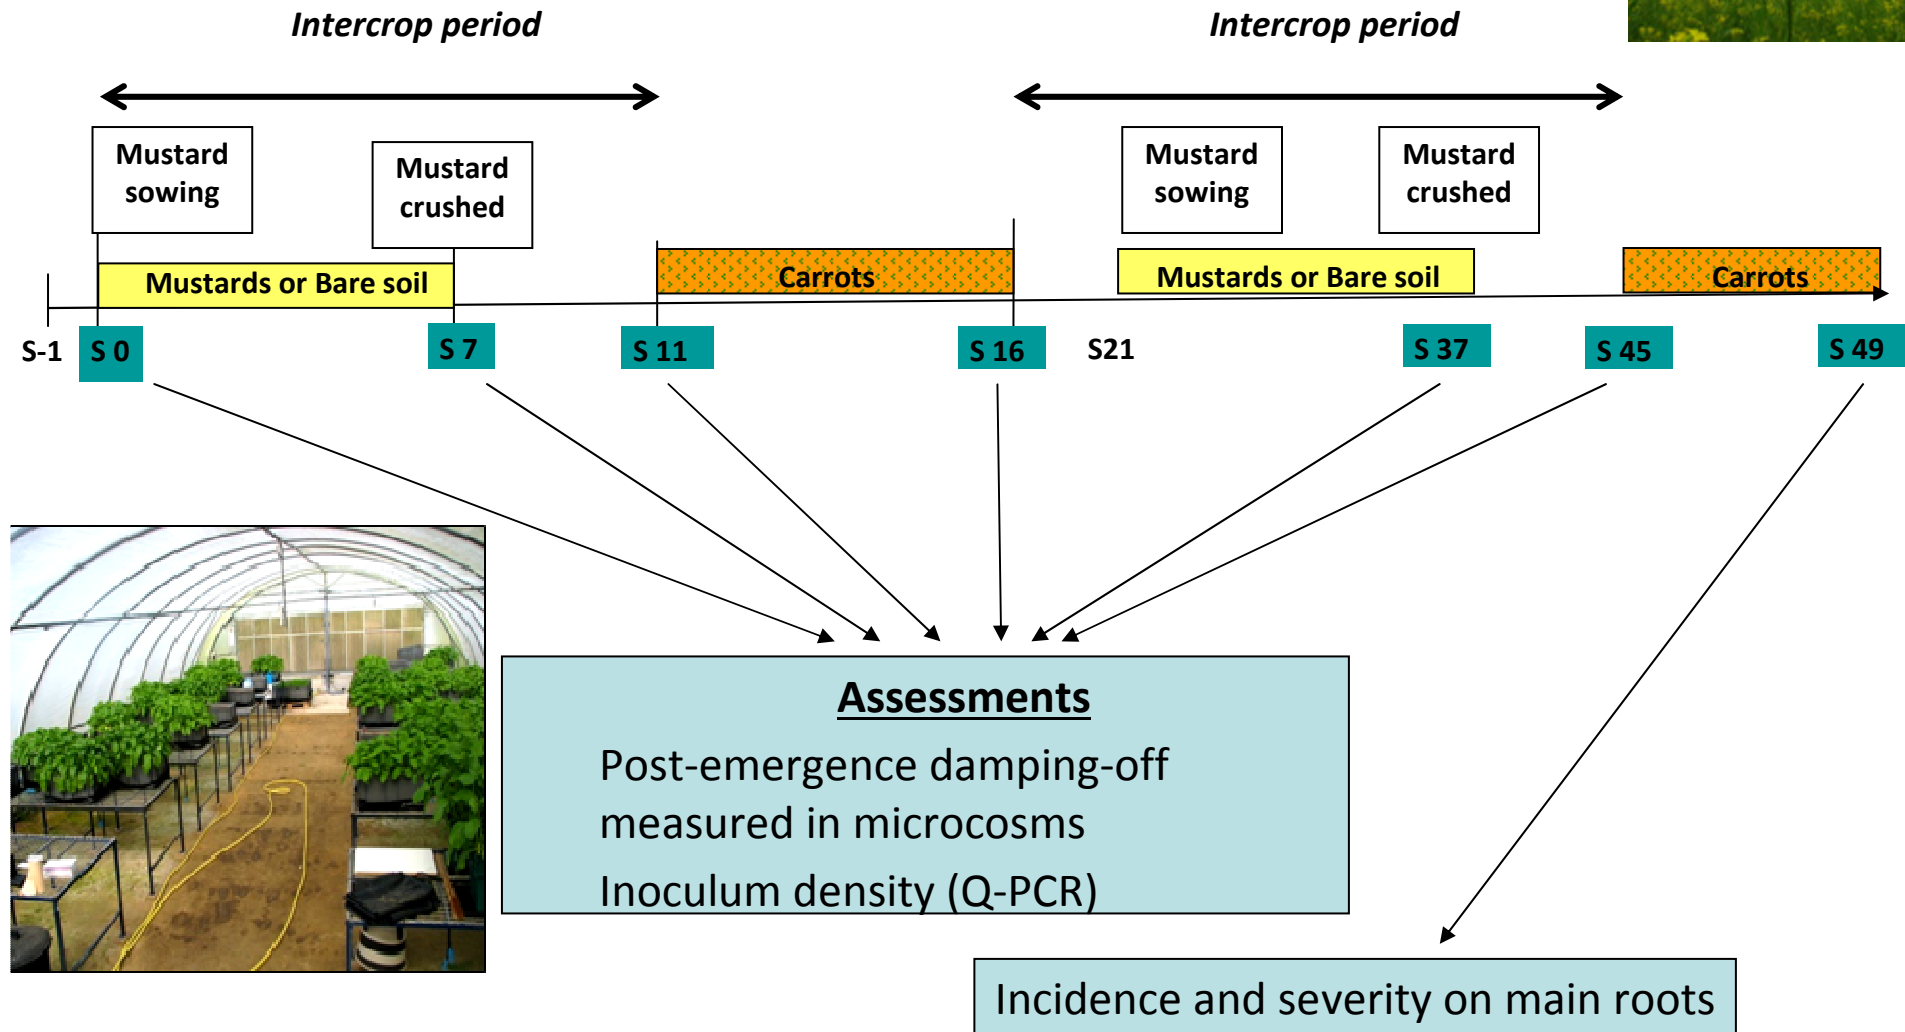 Intercrop period
Intercrop period
Mustard
sowing
Mustard
crushed
Mustard
sowing
Mustard
crushed
Mustards or Bare soil
Carrots
Mustards or Bare soil
Carrots
S-1
S 0
S 7
S 11
S 16
S21
S 37
S 45
S 49
Assessments
Post-emergence damping-off
measured in microcosms
Inoculum density (Q-PCR)
Incidence and severity on main roots